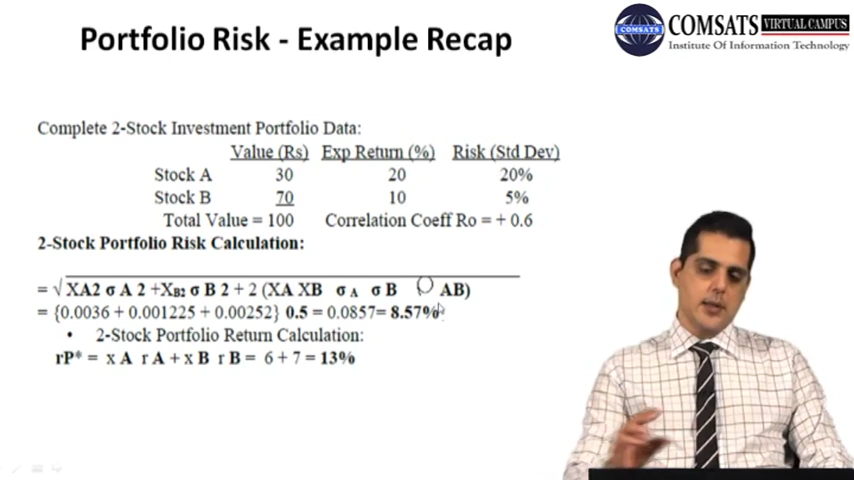 Portfolio Risk - Example Recap
COMSATS
COMSATS VIRTUAL CAMPUS
Institute Of Information Technology
Complete 2-Stock Investment Portfolio Data:
Value (Rs) Exp Return (%) Risk (Std Dev)
Stock A 30 20 20%
Stock B 70 10 5%
Total Value = 100 Correlation Coeff Ro = + 0.6
2-Stock Portfolio Risk Calculation:
= √ XA2 σ A 2 +XB2 σ B 2 + 2 (XA XB σ A σ B AB)
= {0.0036 + 0.001225 + 0.00252} 0.5 = 0.0857= 8.57%
• 2-Stock Portfolio Return Calculation:
rP* = x A r A + x B r B = 6 + 7 = 13%